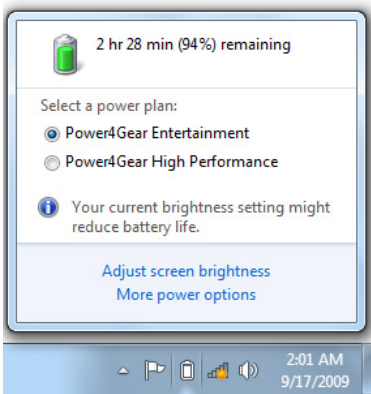 2 hr 28 min (94%) remaining
Select a power plan:
Power4Gear Entertainment
Power4Gear High Performance
Your current brightness setting might
reduce battery life.
Adjust screen brightness
More power options
2:01 AM
9/17/2009